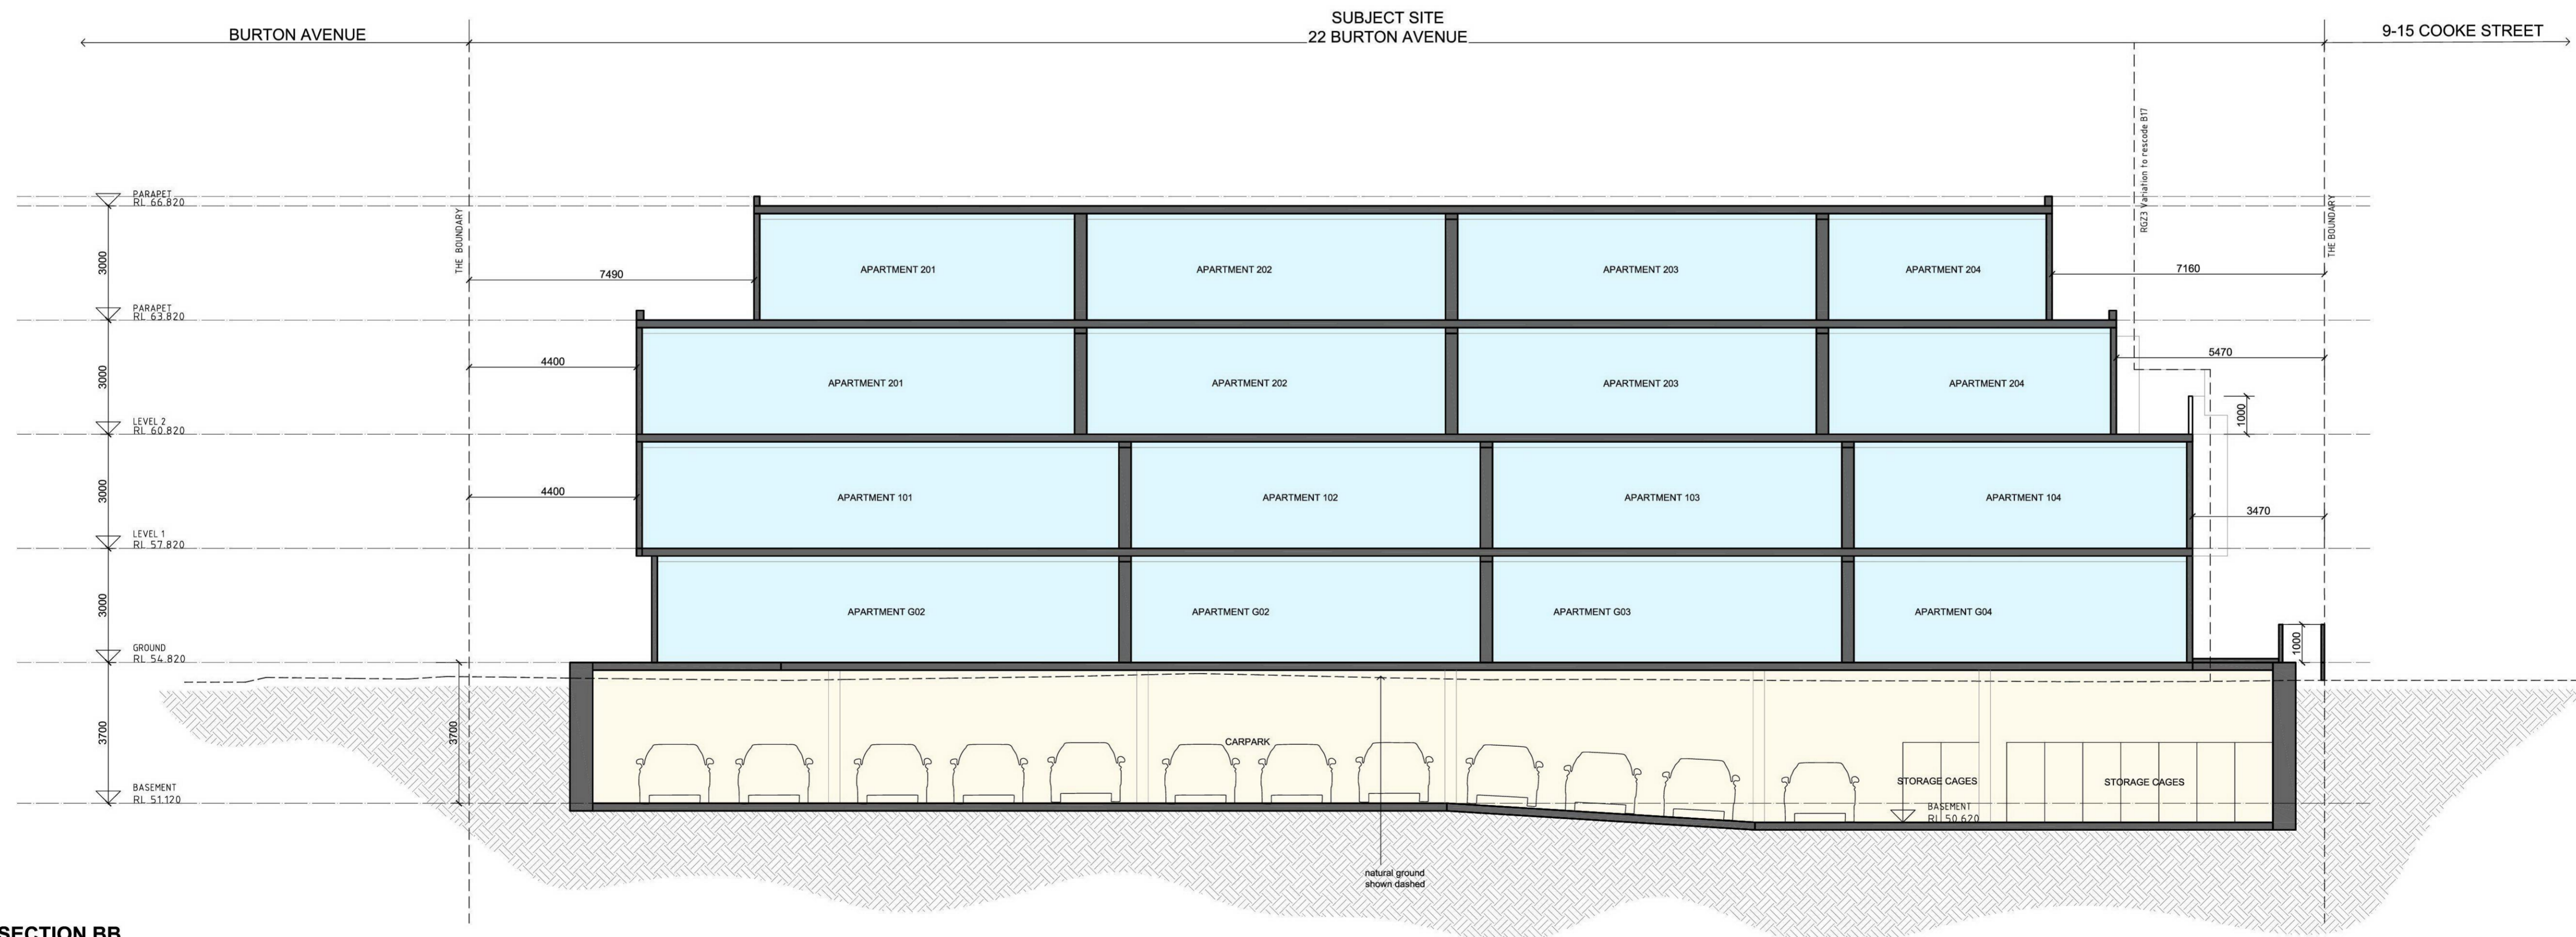 SUBJECT SITE
BURTON AVENUE
22 BURTON AVENUE
9-15 COOKE STREET
RGZ3 Variation to rescode B17
THE BOUNDARY
THE BOUNDARY
PARAPET
RL 66.820
3000
7490
APARTMENT 201
APARTMENT 202
APARTMENT 203
APARTMENT 204
7160
PARAPET
RL 63.820
3000
4400
APARTMENT 201
APARTMENT 202
APARTMENT 203
APARTMENT 204
5470
1000
LEVEL 2
RL 60.820
3000
4400
APARTMENT 101
APARTMENT 102
APARTMENT 103
APARTMENT 104
3470
LEVEL 1
RL 57.820
3000
APARTMENT G02
APARTMENT G02
APARTMENT G03
APARTMENT G04
1000
GROUND
RL 54.820
3700
3700
CARPARK
STORAGE CAGES
STORAGE CAGES
BASEMENT
RL 51.120
BASEMENT
RL 50.620
natural ground
shown dashed
SECTION BB